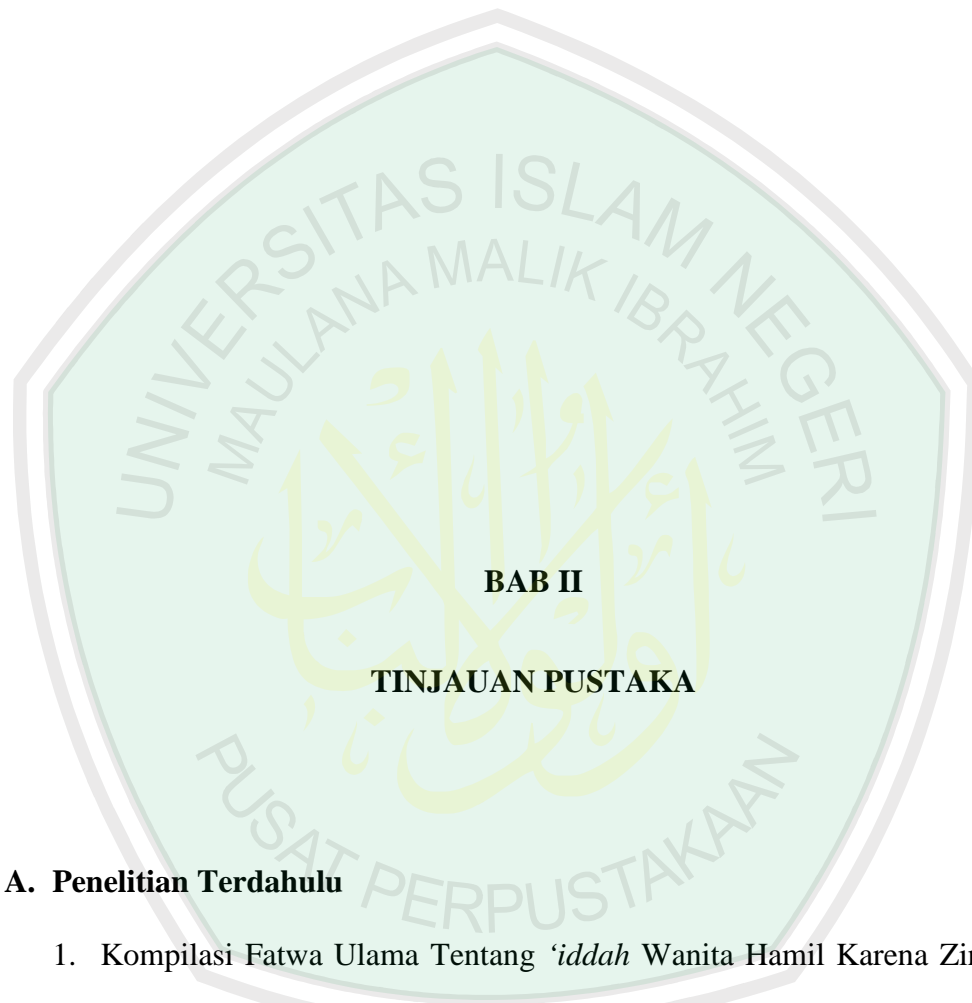 UNIVERSITAS ISLAM NEGERI
MAULANA MALIK IBRAHIM
BAB II
TINJAUAN PUSTAKA
PUSAT PERPUSTAKAAN
A. Penelitian Terdahulu
1. Kompilasi Fatwa Ulama Tentang ‘iddah Wanita Hamil Karena